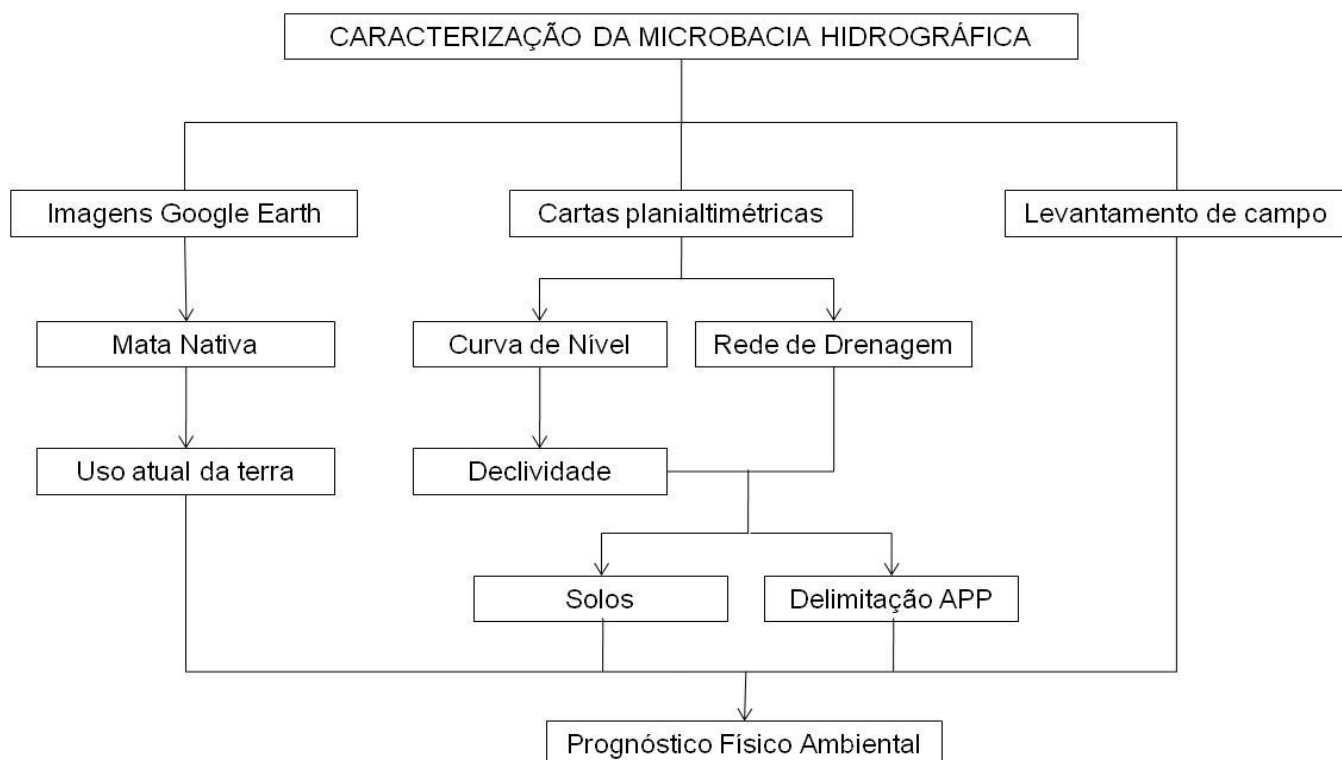 CARACTERIZAÇÃO DA MICROBACIA HIDROGRÁFICA
Imagens Google Earth
Cartas planialtimétricas
Levantamento de campo
Mata Nativa
Curva de Nível
Rede de Drenagem
Uso atual da terra
Declividade
Solos
Delimitação APP
Prognóstico Físico Ambiental